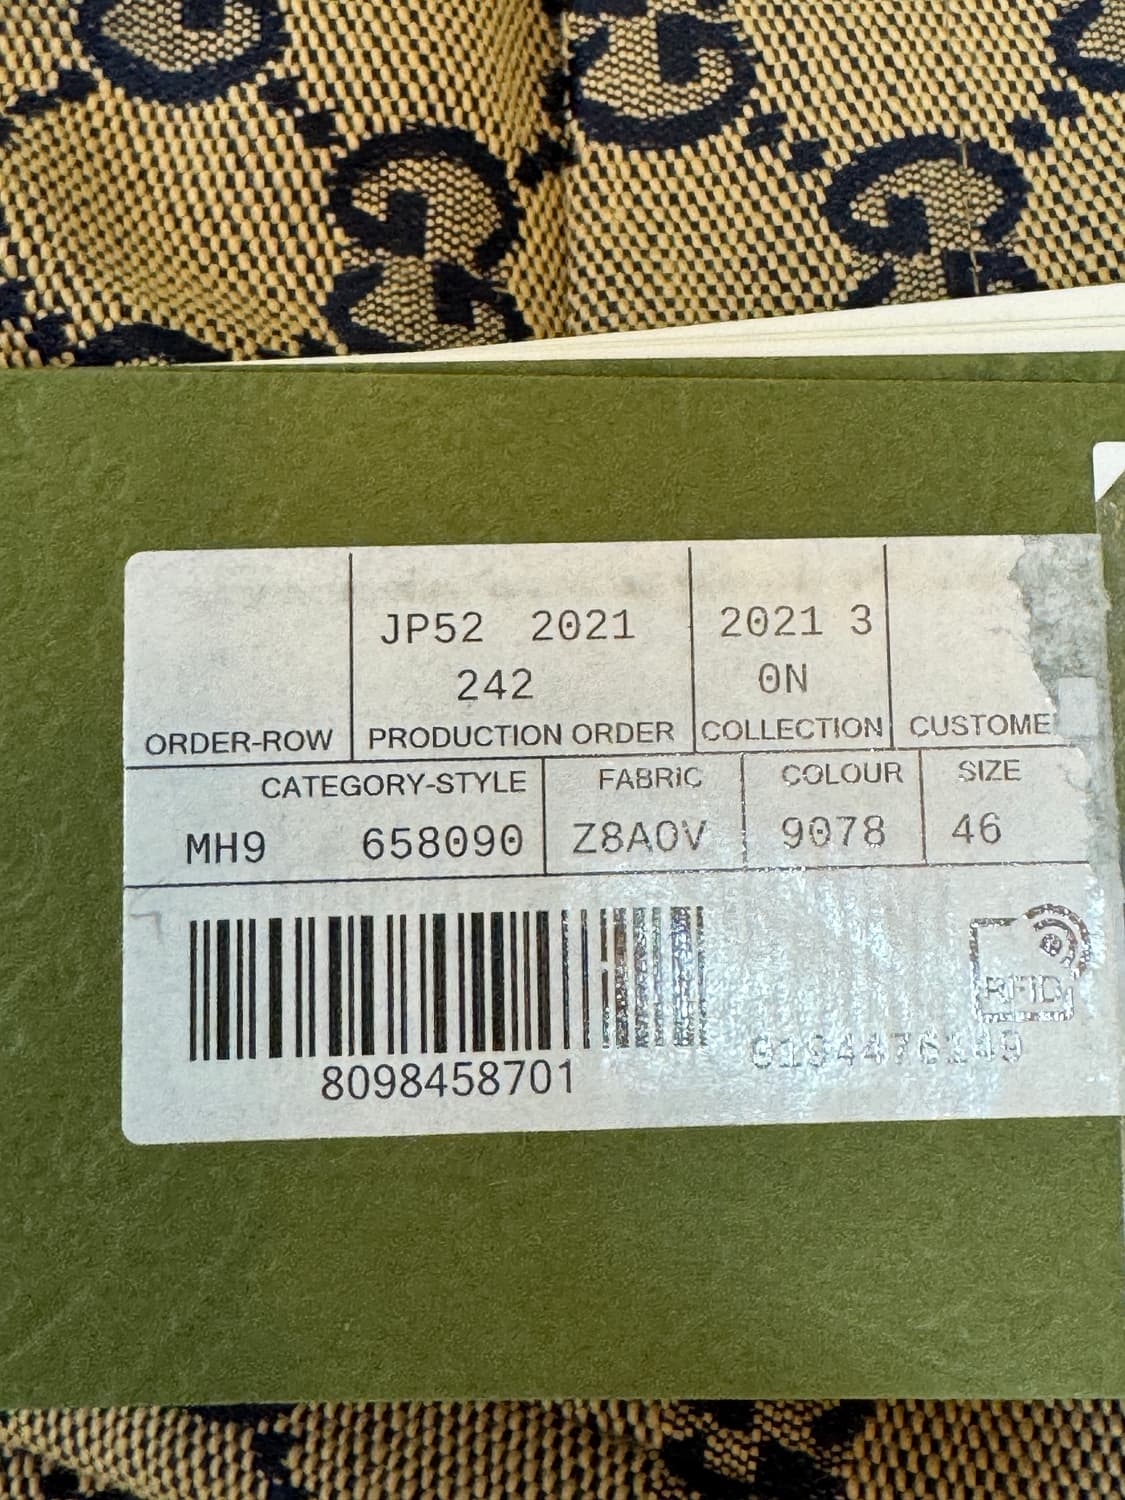 JP52 2021
242
2021 3
0N
ORDER-ROW
PRODUCTION ORDER
COLLECTION
CUSTOME
CATEGORY-STYLE
FABRIC
COLOUR
SIZE
MH9 658090
Z8AOV
9078
46
RFID
8098458701